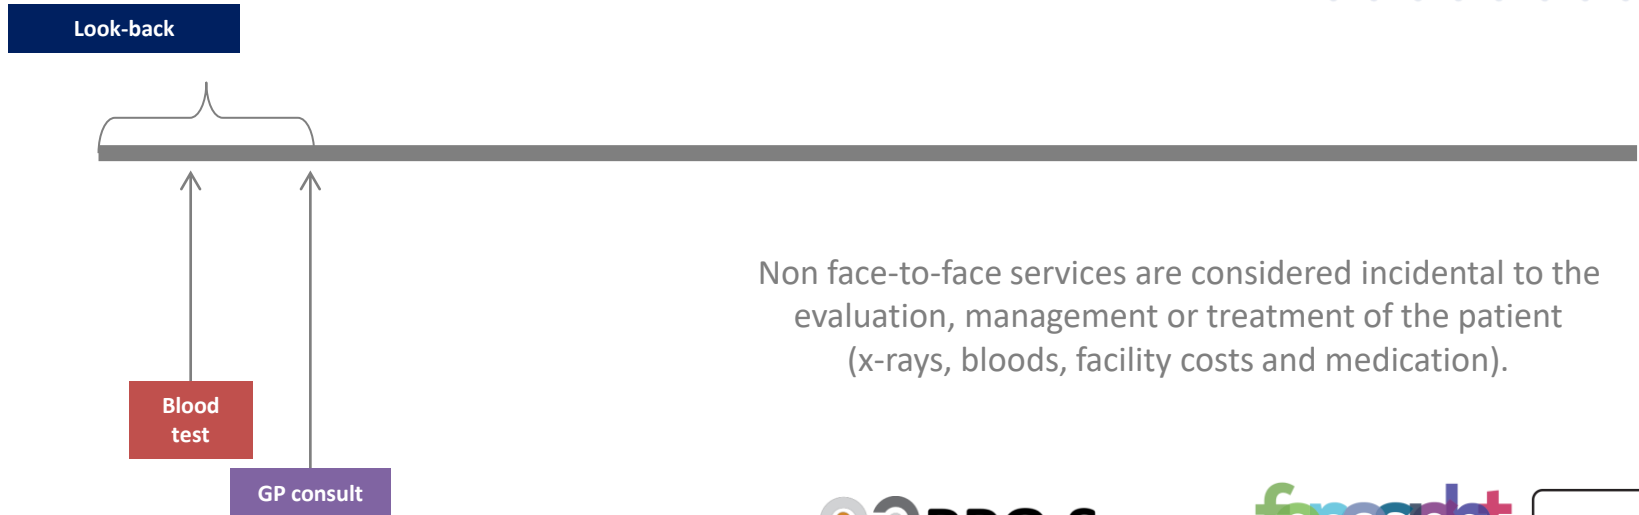 Look-back
Non face-to-face services are considered incidental to the
evaluation, management or treatment of the patient
(x-rays, bloods, facility costs and medication).
Blood
test
GP consult